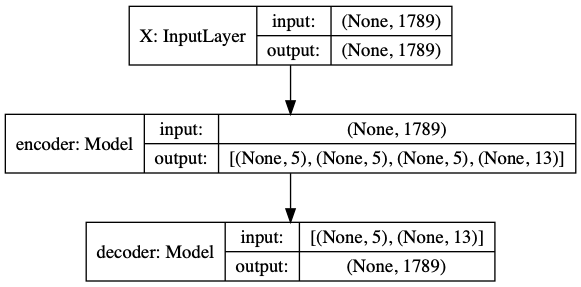 X: InputLayer
input: (None, 1789)
output: (None, 1789)
encoder: Model
input: (None, 1789)
output: [(None, 5), (None, 5), (None, 5), (None, 13)]
decoder: Model
input: [(None, 5), (None, 13)]
output: (None, 1789)